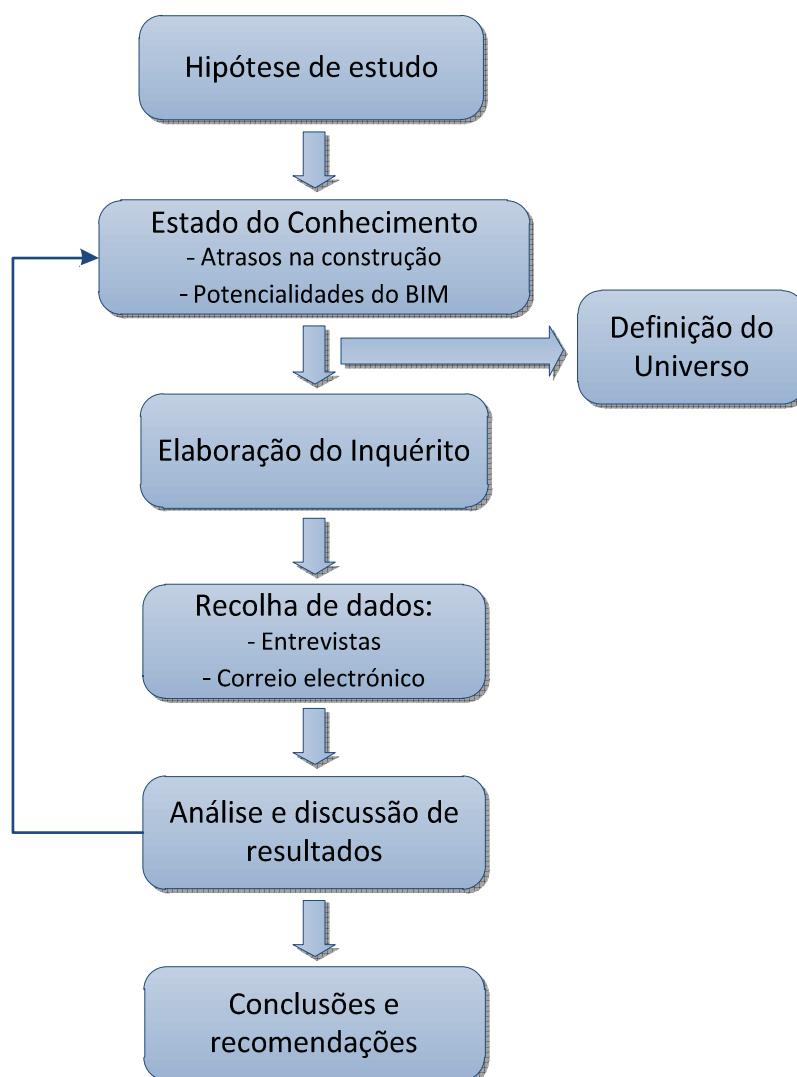 Hipótese de estudo
Estado do Conhecimento
- Atrasos na construção
- Potencialidades do BIM
Definição do
Universo
Elaboração do Inquérito
Recolha de dados:
- Entrevistas
- Correio electrónico
Análise e discussão de
resultados
Conclusões e
recomendações